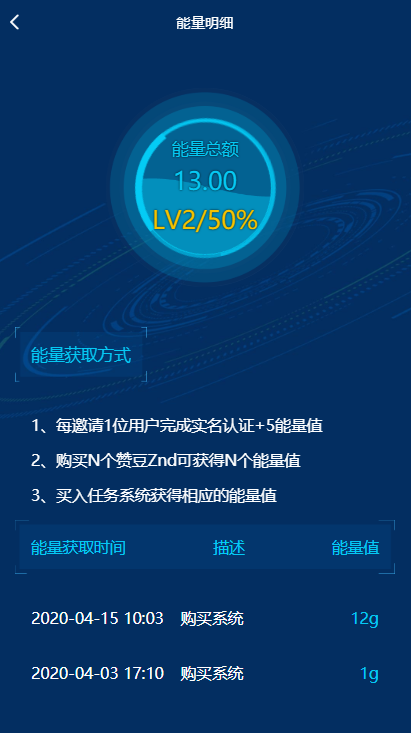 能量明细
能量总额
13.00
LV2/50%
能量获取方式
1、每邀请1位用户完成实名认证+5能量值
2、购买N个赞豆Znd可获得N个能量值
3、买入任务系统获得相应的能量值
能量获取时间 描述 能量值
2020-04-15 10:03 购买系统 12g
2020-04-03 17:10 购买系统 1g